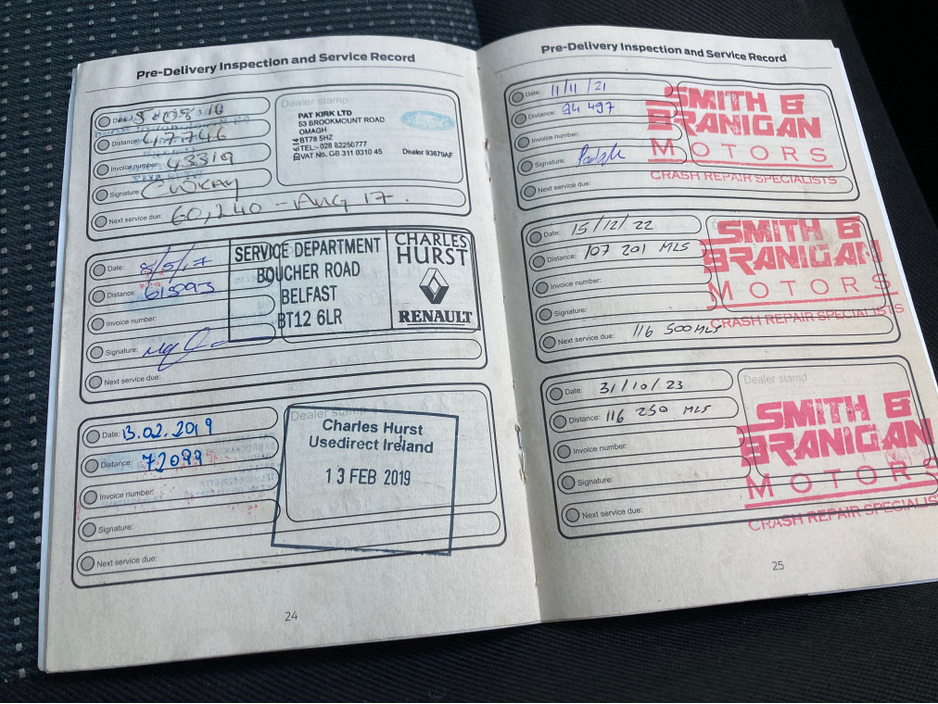 Pre-Delivery Inspection and Service Record
Date:
Distance: 47746
Invoice number: 43319
Signature:
Next service due: 60,240 - AUG 17.
Dealer stamp
PAT KIRK LTD
53 BROOKMOUNT ROAD
OMAGH
BT78 5HZ
TEL:- 028 82250777
VAT No. GB 311 0310 45 Dealer 93679AF
Date: 8/5/17
Distance: 61593
Invoice number:
Signature:
Next service due:
SERVICE DEPARTMENT
BOUCHER ROAD
BELFAST
BT12 6LR
CHARLES
HURST
RENAULT
Date: 13.02.2019
Distance: 72099
Invoice number:
Signature:
Next service due:
Dealer stamp
Charles Hurst
Usedirect Ireland
13 FEB 2019
24
Pre-Delivery Inspection and Service Record
Date: 11/11/21
Distance: 94 497
Invoice number:
Signature:
Next service due:
SMITH &
BRANIGAN
MOTORS
CRASH REPAIR SPECIALISTS
Date: 15/12/22
Distance: 107 201 MLS
Invoice number:
Signature:
Next service due: 116 500 MLS
SMITH &
BRANIGAN
MOTORS
CRASH REPAIR SPECIALISTS
Date: 31/10/23
Distance: 116 250 MLS
Invoice number:
Signature:
Next service due:
Dealer stamp
SMITH &
BRANIGAN
MOTORS
CRASH REPAIR SPECIALIS
25